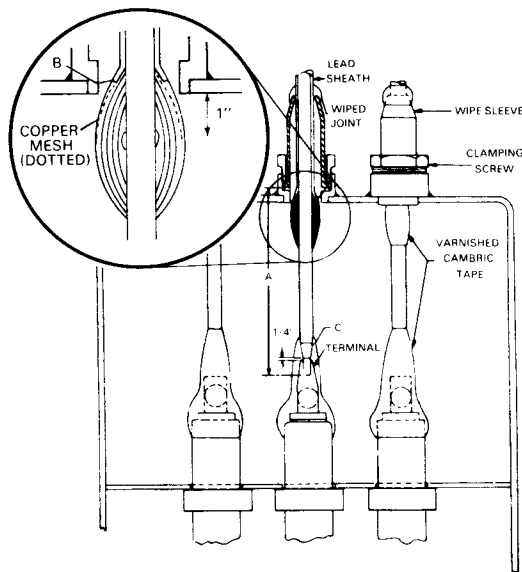 B
1"
COPPER
MESH
(DOTTED)
LEAD
SHEATH
WIPED
JOINT
WIPE SLEEVE
CLAMPING
SCREW
A
VARNISHED
CAMBRIC
TAPE
1·4'
C
TERMINAL